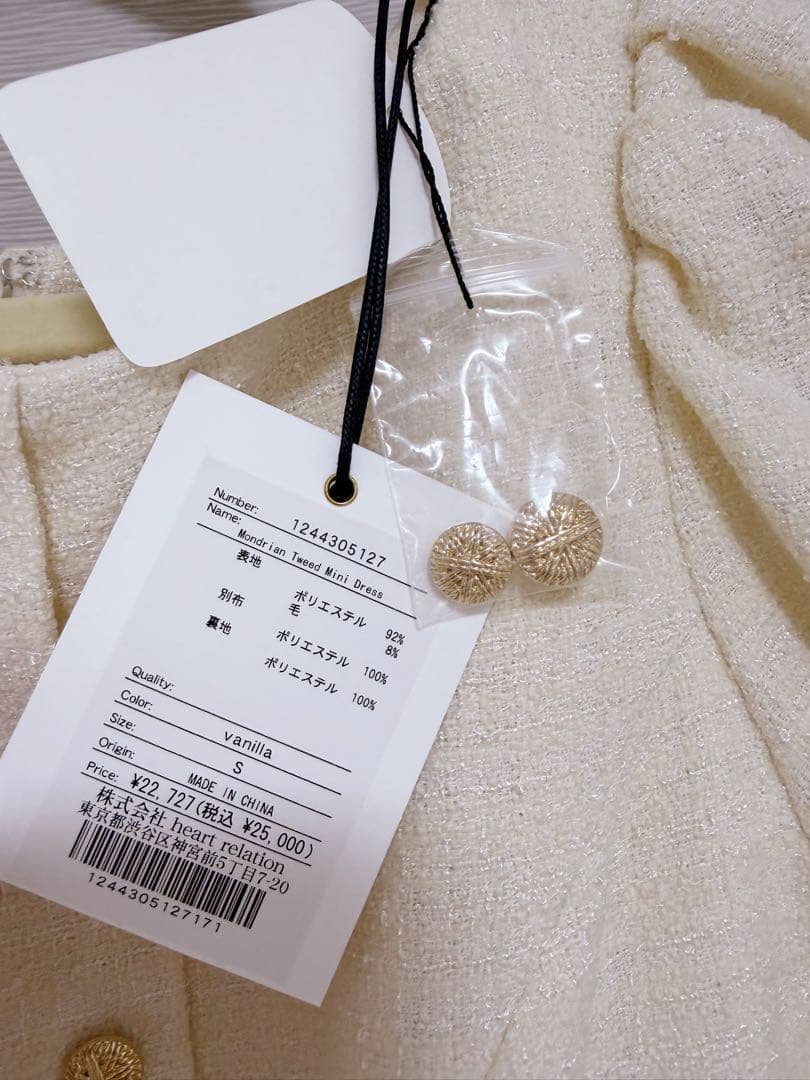 Number: 1244305127
Name: Mondrian Tweed Mini Dress
表地 ポリエステル 92%
毛 8%
別布 ポリエステル 100%
裏地 ポリエステル 100%
Quality:
Color: vanilla
Size: S
Origin: MADE IN CHINA
Price: ¥22,727(税込 ¥25,000)
株式会社 heart relation
東京都渋谷区神宮前5丁目7-20
1244305127171